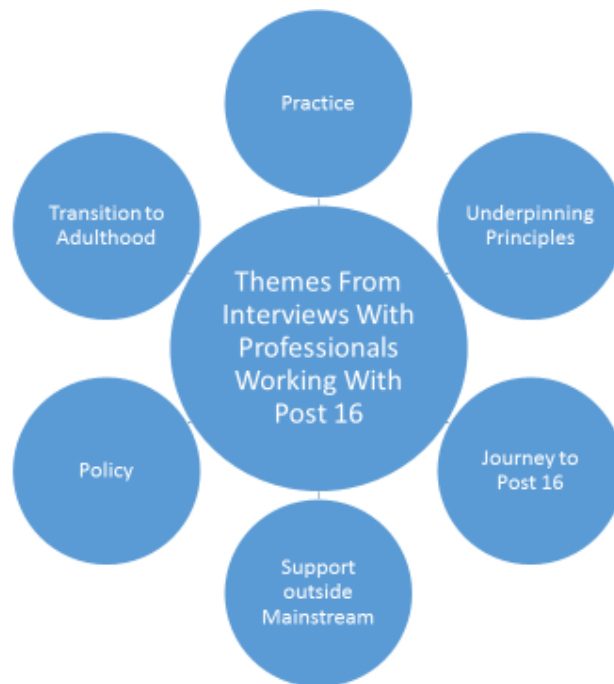 Practice
Underpinning
Principles
Journey to
Post 16
Support
outside
Mainstream
Policy
Transition to
Adulthood
Themes From
Interviews With
Professionals
Working With
Post 16